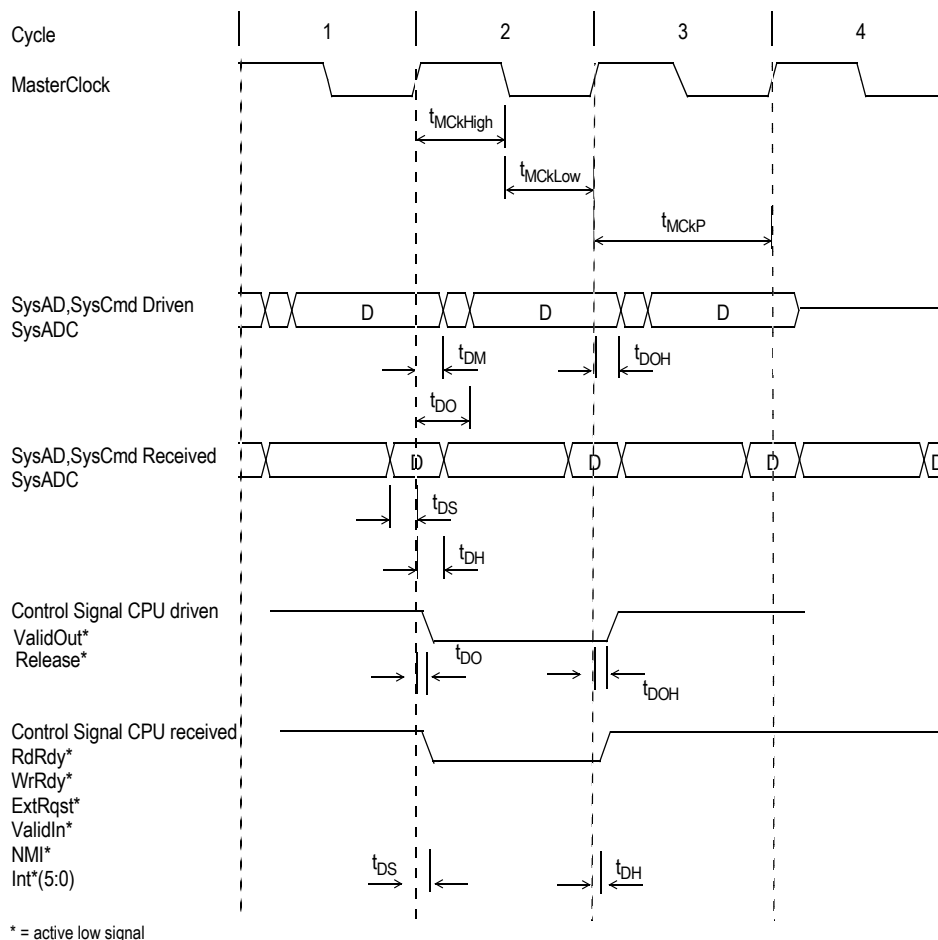 Cycle 1 2 3 4
MasterClock
tMCkHigh
tMCkLow
tMCkP
SysAD,SysCmd Driven
SysADC
D D D
tDM
tDOH
tDO
SysAD,SysCmd Received
SysADC
D D D D
tDS
tDH
Control Signal CPU driven
ValidOut*
Release*
tDO
tDOH
Control Signal CPU received
RdRdy*
WrRdy*
ExtRqst*
ValidIn*
NMI*
Int*(5:0)
tDS
tDH
* = active low signal